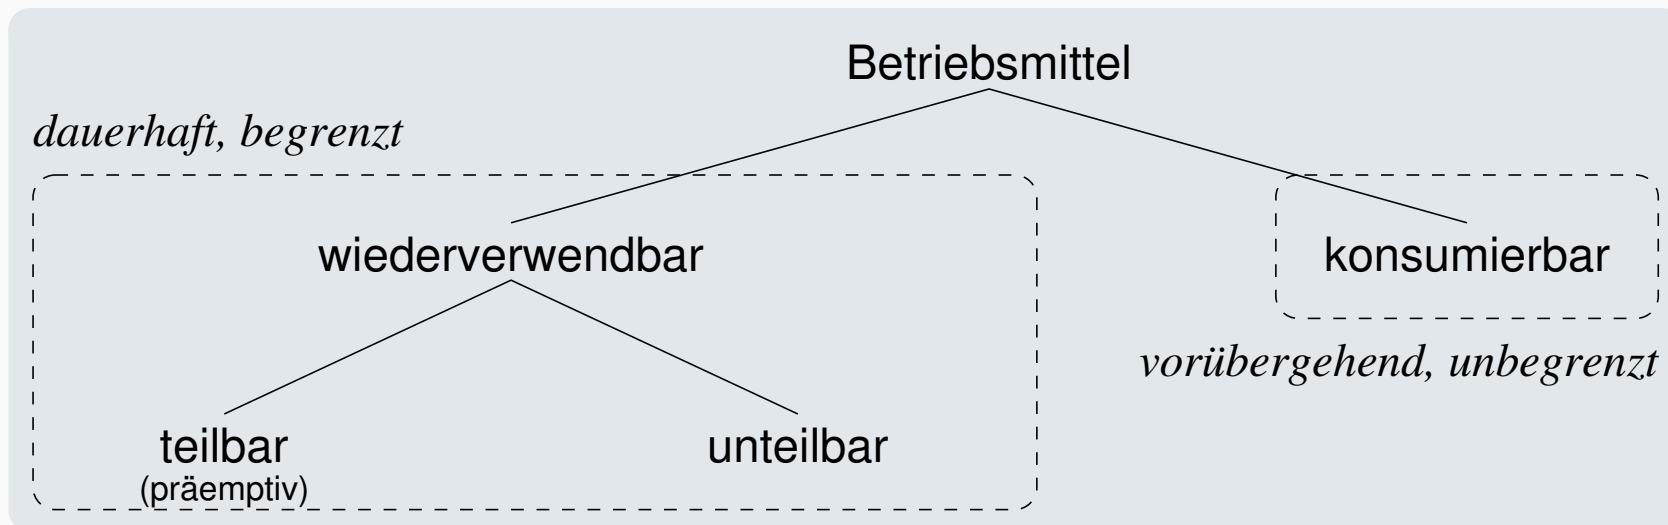 Betriebsmittel
dauerhaft, begrenzt
wiederverwendbar
konsumierbar
vorübergehend, unbegrenzt
teilbar
unteilbar
(präemptiv)